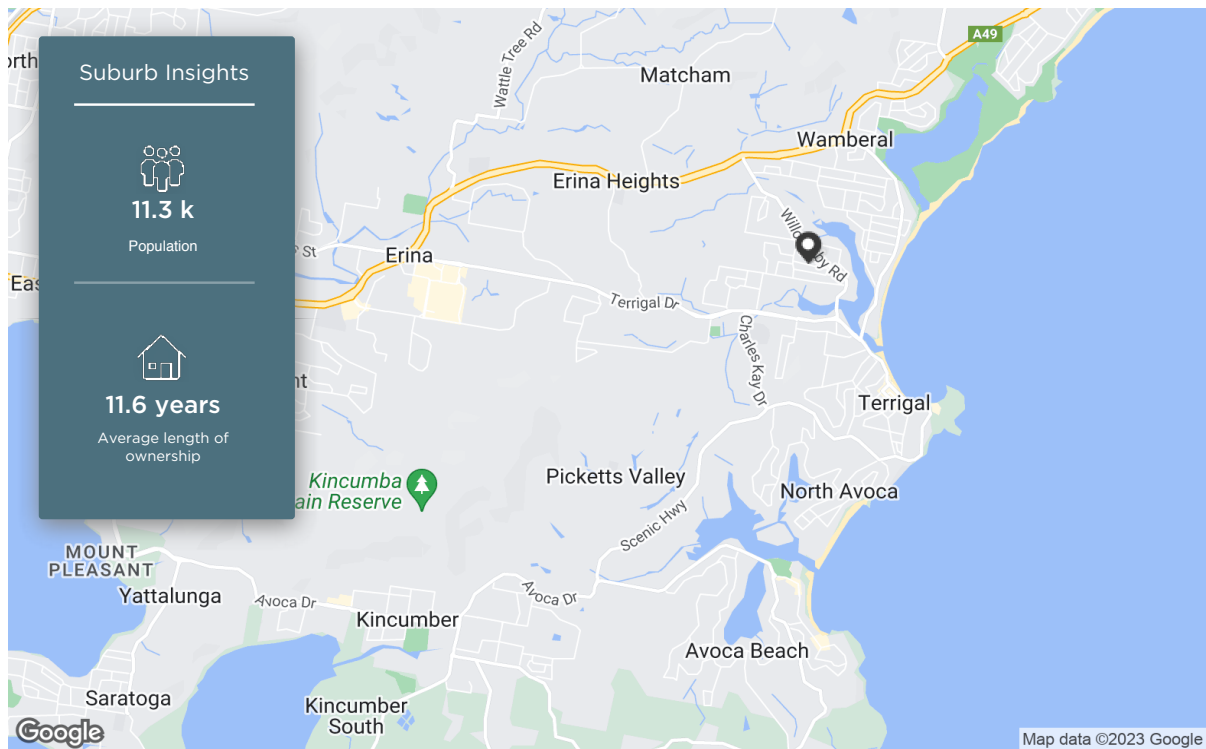 Suburb Insights
11.3 k
Population
11.6 years
Average length of
ownership
A49
Wattle Tree Rd
Matcham
Wamberal
Erina Heights
Erina
St
Terrigal Dr
Charles Kay Dr
Terrigal
Picketts Valley
North Avoca
Kincumba
Reserve
Scenic Hwy
MOUNT
PLEASANT
Yattalunga
Avoca Dr
Avoca Dr
Kincumber
Avoca Beach
Saratoga
Kincumber
South
Google
Map data ©2023 Google